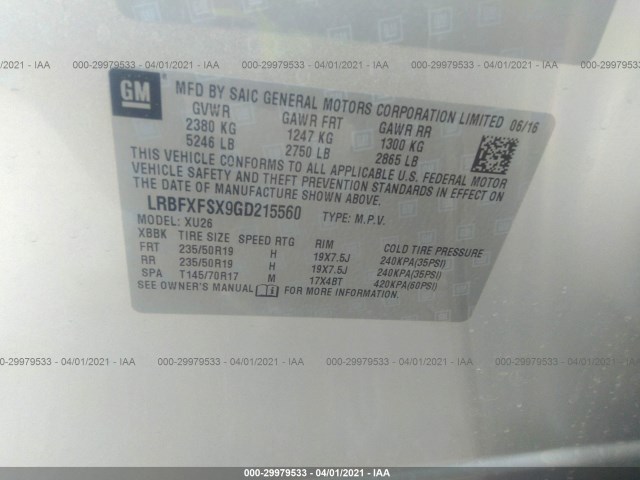 000-29979533 - 04/01/2021 - IAA 000-29979533 - 04/01/2021 - IAA 000-29979533 - 04/01/2021 - IAA
GM
MFD BY SAIC GENERAL MOTORS CORPORATION LIMITED 06/16
GVWR GAWR FRT GAWR RR
2380 KG 1247 KG 1300 KG
5246 LB 2750 LB 2865 LB
THIS VEHICLE CONFORMS TO ALL APPLICABLE U.S. FEDERAL MOTOR
VEHICLE SAFETY AND THEFT PREVENTION STANDARDS IN EFFECT ON
THE DATE OF MANUFACTURE SHOWN ABOVE.
LRBFXFSX9GD215560 TYPE: M.P.V.
MODEL: XU26
XBBK TIRE SIZE SPEED RTG RIM COLD TIRE PRESSURE
FRT 235/50R19 H 19X7.5J 240KPA(35PSI)
RR 235/50R19 H 19X7.5J 240KPA(35PSI)
SPA T145/70R17 M 17X4BT 420KPA(60PSI)
SEE OWNER'S MANUAL FOR MORE INFORMATION.
000-29979533 - 04/01/2021 - IAA 000-29979533 - 04/01/2021 - IAA 000-29979533 - 04/01/2021 - IAA
000-29979533 - 04/01/2021 - IAA